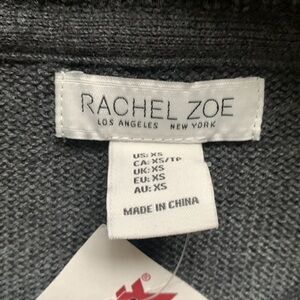 RACHEL ZOE
LOS ANGELES NEW YORK
US: XS
CA: XS/TP
UK: XS
EU: XS
AU: XS
MADE IN CHINA